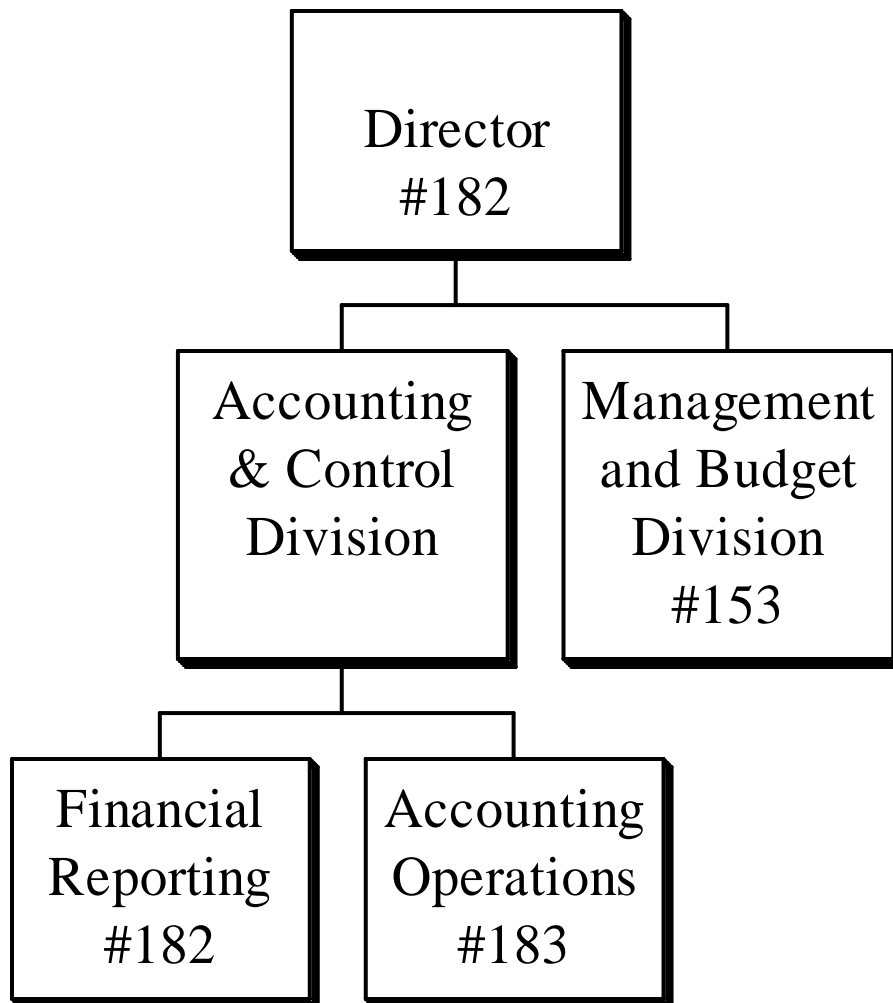 Director
#182
Accounting
& Control
Division
Management
and Budget
Division
#153
Financial
Reporting
#182
Accounting
Operations
#183